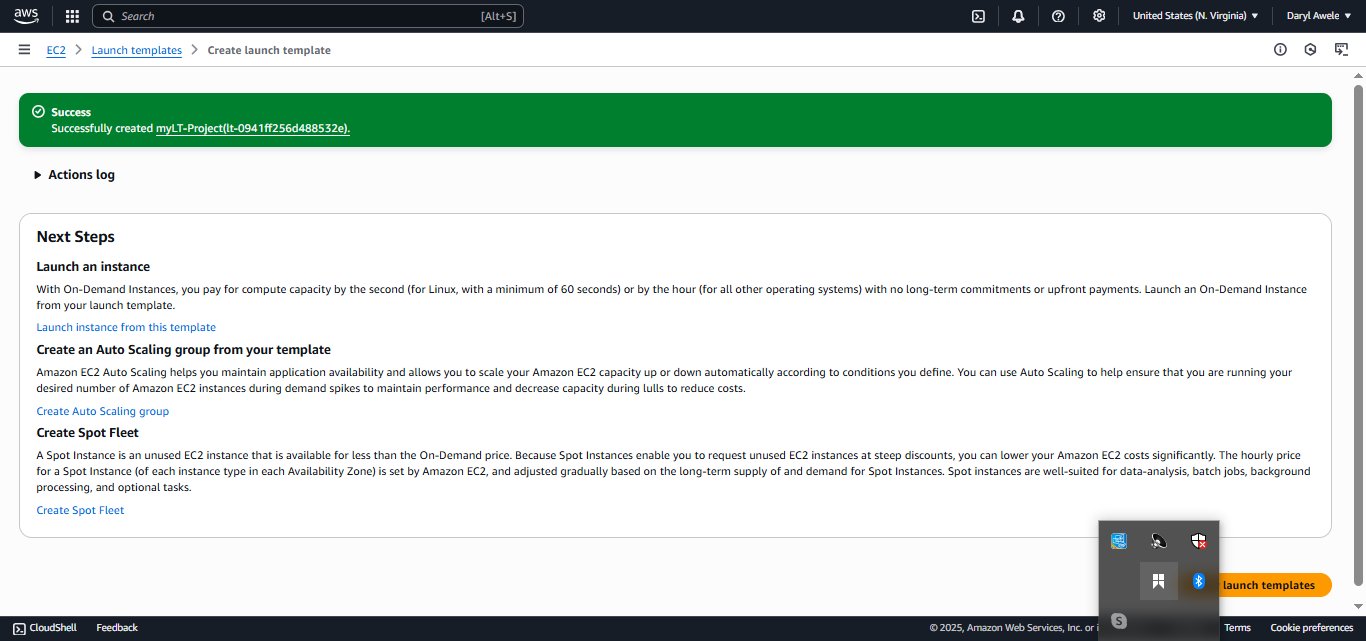 aws
Search [Alt+S]
United States (N. Virginia) ▼
Daryl Awele ▼
EC2 > Launch templates > Create launch template
Success
Successfully created myLT-Project(lt-0941ff256d488532e).
Actions log
Next Steps
Launch an instance
With On-Demand Instances, you pay for compute capacity by the second (for Linux, with a minimum of 60 seconds) or by the hour (for all other operating systems) with no long-term commitments or upfront payments. Launch an On-Demand Instance
from your launch template.
Launch instance from this template
Create an Auto Scaling group from your template
Amazon EC2 Auto Scaling helps you maintain application availability and allows you to scale your Amazon EC2 capacity up or down automatically according to conditions you define. You can use Auto Scaling to help ensure that you are running your
desired number of Amazon EC2 instances during demand spikes to maintain performance and decrease capacity during lulls to reduce costs.
Create Auto Scaling group
Create Spot Fleet
A Spot Instance is an unused EC2 instance that is available for less than the On-Demand price. Because Spot Instances enable you to request unused EC2 instances at steep discounts, you can lower your Amazon EC2 costs significantly. The hourly price
for a Spot Instance (of each instance type in each Availability Zone) is set by Amazon EC2, and adjusted gradually based on the long-term supply of and demand for Spot Instances. Spot instances are well-suited for data-analysis, batch jobs, background
processing, and optional tasks.
Create Spot Fleet
launch templates
CloudShell Feedback
© 2025, Amazon Web Services, Inc. or
Terms Cookie preferences